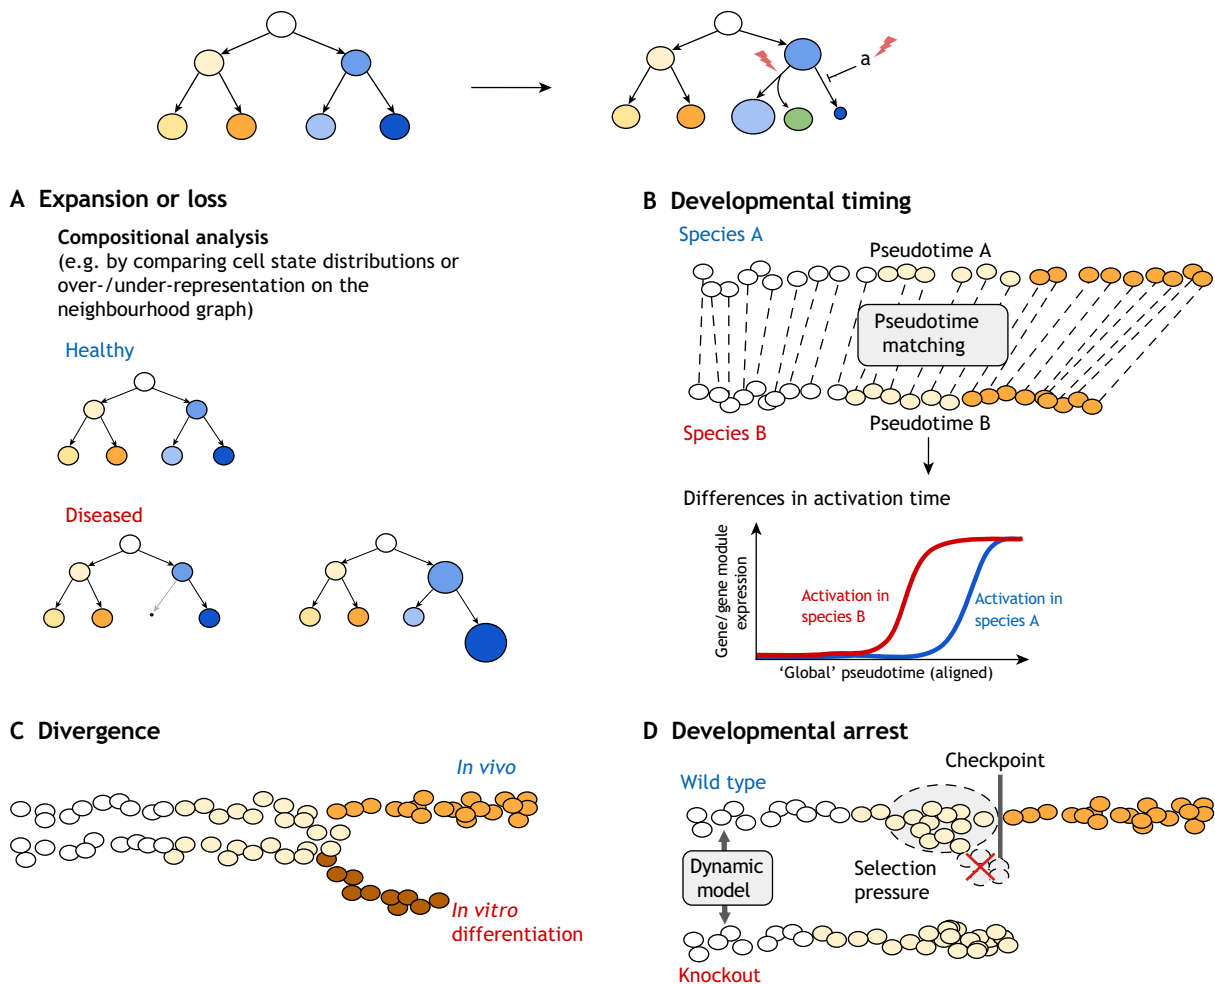 a
A Expansion or loss
Compositional analysis
(e.g. by comparing cell state distributions or
over-/under-representation on the
neighbourhood graph)
Healthy
Diseased
B Developmental timing
Species A
Pseudotime A
Pseudotime
matching
Species B
Pseudotime B
Differences in activation time
Gene/gene module
expression
Activation in
species B
Activation in
species A
‘Global’ pseudotime (aligned)
C Divergence
In vivo
In vitro
differentiation
D Developmental arrest
Checkpoint
Wild type
Dynamic
model
Selection
pressure
Knockout